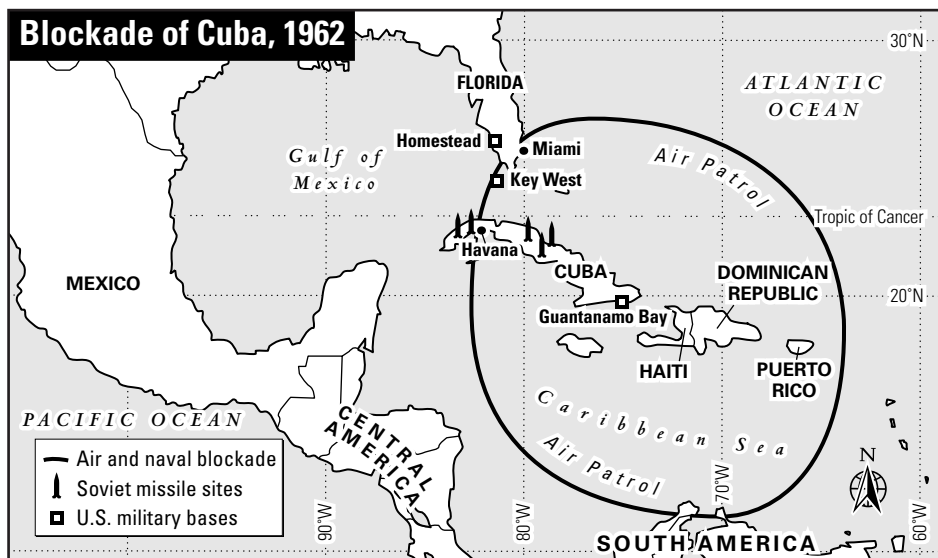 Blockade of Cuba, 1962
30°N
FLORIDA
ATLANTIC
OCEAN
Homestead
Miami
Gulf of
Mexico
Air Patrol
Key West
Tropic of Cancer
Havana
MEXICO
CUBA
DOMINICAN
REPUBLIC
20°N
Guantanamo Bay
HAITI
PUERTO
RICO
PACIFIC OCEAN
CENTRAL
AMERICA
Caribbean Sea
Air Patrol
Air and naval blockade
Soviet missile sites
U.S. military bases
N
90°W
80°W
70°W
60°W
SOUTH AMERICA